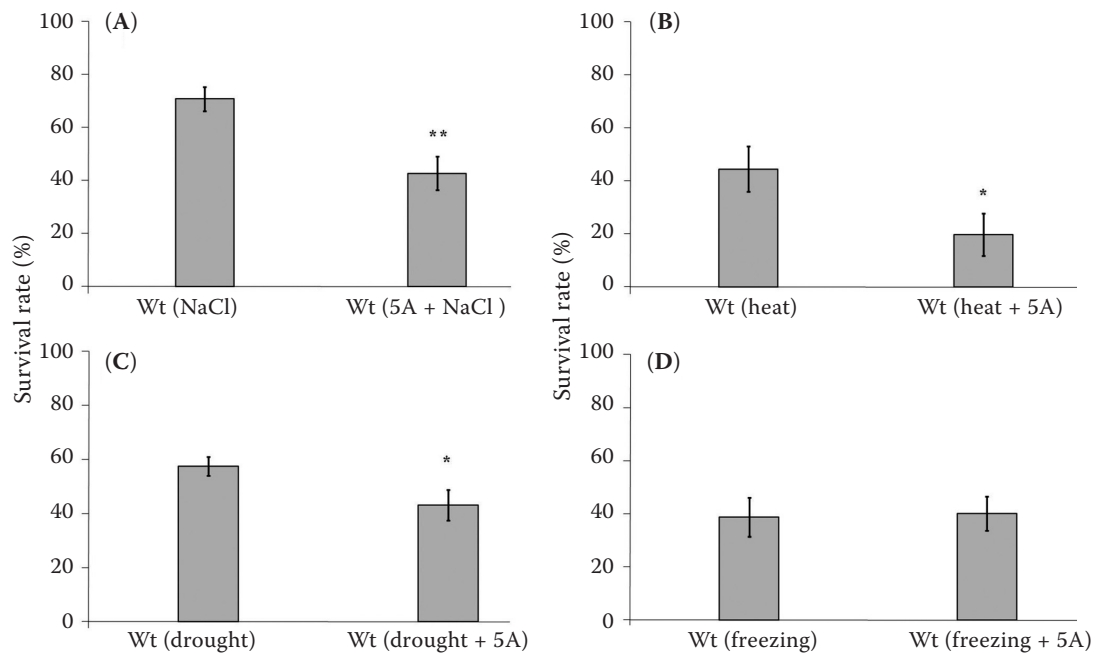 (A)
100
80
60
40
20
0
**
Wt (NaCl)
Wt (5A + NaCl )
(B)
100
80
60
40
20
0
*
Wt (heat)
Wt (heat + 5A)
Survival rate (%)
Survival rate (%)
(C)
100
80
60
40
20
0
*
Wt (drought)
Wt (drought + 5A)
(D)
100
80
60
40
20
0
Wt (freezing)
Wt (freezing + 5A)